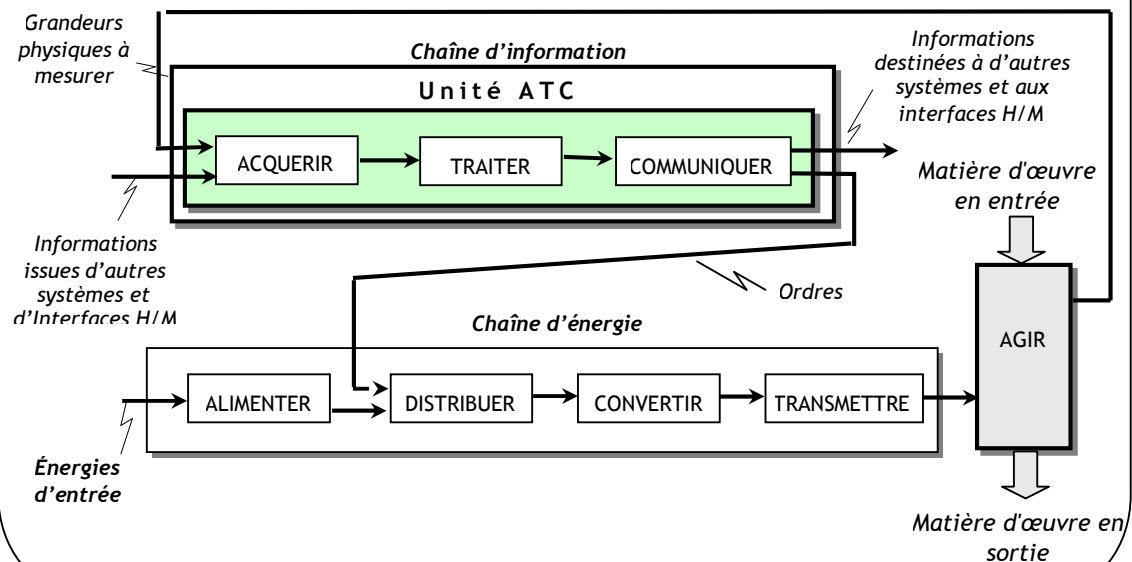 Grandeurs
physiques à
mesurer
Chaîne d’information
Unité ATC
Informations
destinées à d’autres
systèmes et aux
interfaces H/M
ACQUERIR
TRAITER
COMMUNIQUER
Matière d'œuvre
en entrée
Informations
issues d’autres
systèmes et
d’Interfaces H/M
Ordres
Chaîne d’énergie
AGIR
ALIMENTER
DISTRIBUER
CONVERTIR
TRANSMETTRE
Énergies
d’entrée
Matière d'œuvre en
sortie